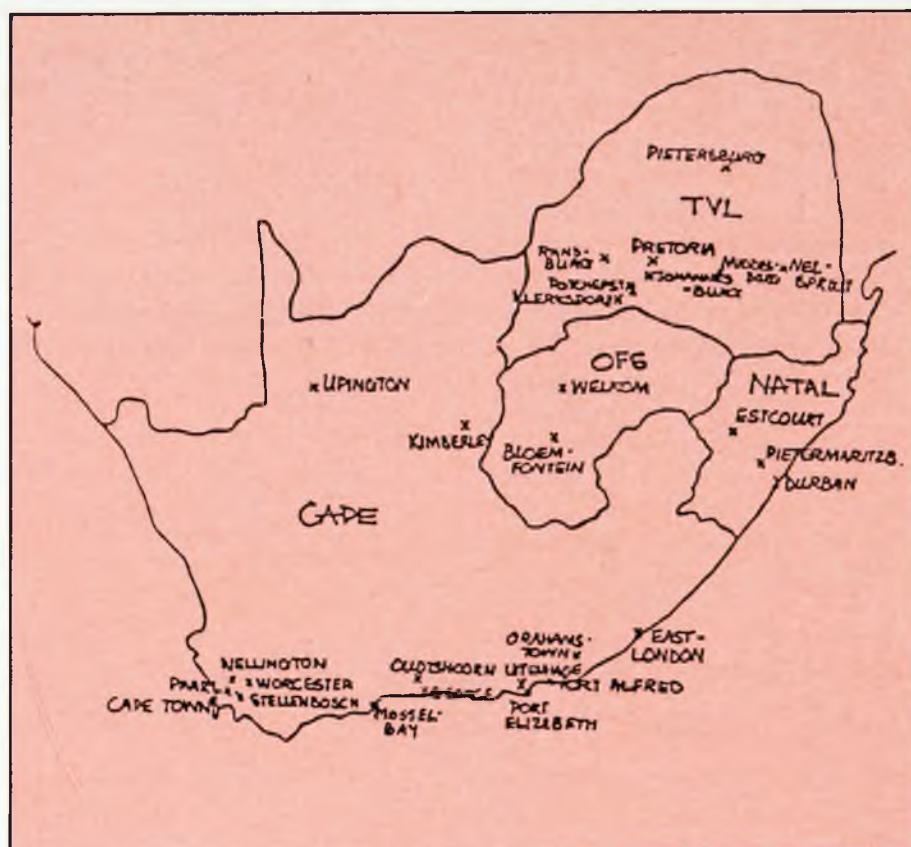 PIETERSBURG
TVL
RAND-
BURG
PRETORIA
JOHANNES
BURG
MIDDEL-
BURG
NEL-
SPRUIT
KLERKSDORP
OFS
WELKOM
NATAL
UPINGTON
ESTCOURT
KIMBERLEY
BLOEM-
FONTEIN
PIETERMARITZB.
DURBAN
CAPE
GRAHAMS-
TOWN
EAST-
LONDON
WELLINGTON
OUDTSHOORN
UITENHAGE
PAARL
WORCESTER
PORT ALFRED
STELLENBOSCH
CAPE TOWN
MOSSEL-
BAY
PORT
ELIZABETH